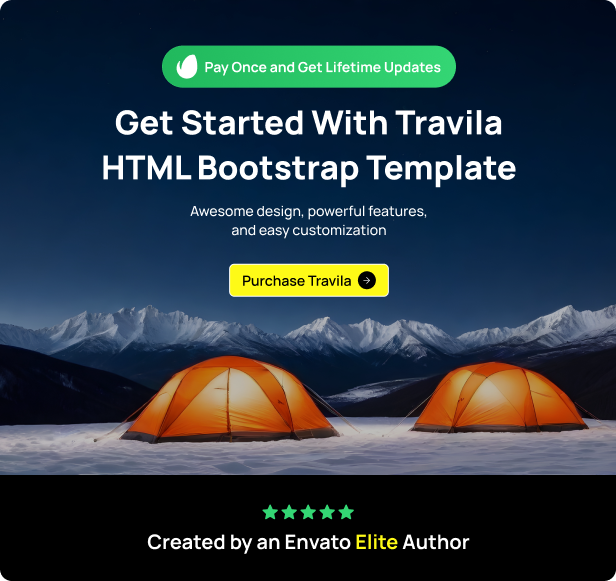 Pay Once and Get Lifetime Updates
Get Started With Travila
HTML Bootstrap Template
Awesome design, powerful features,
and easy customization
Purchase Travila
Created by an Envato Elite Author